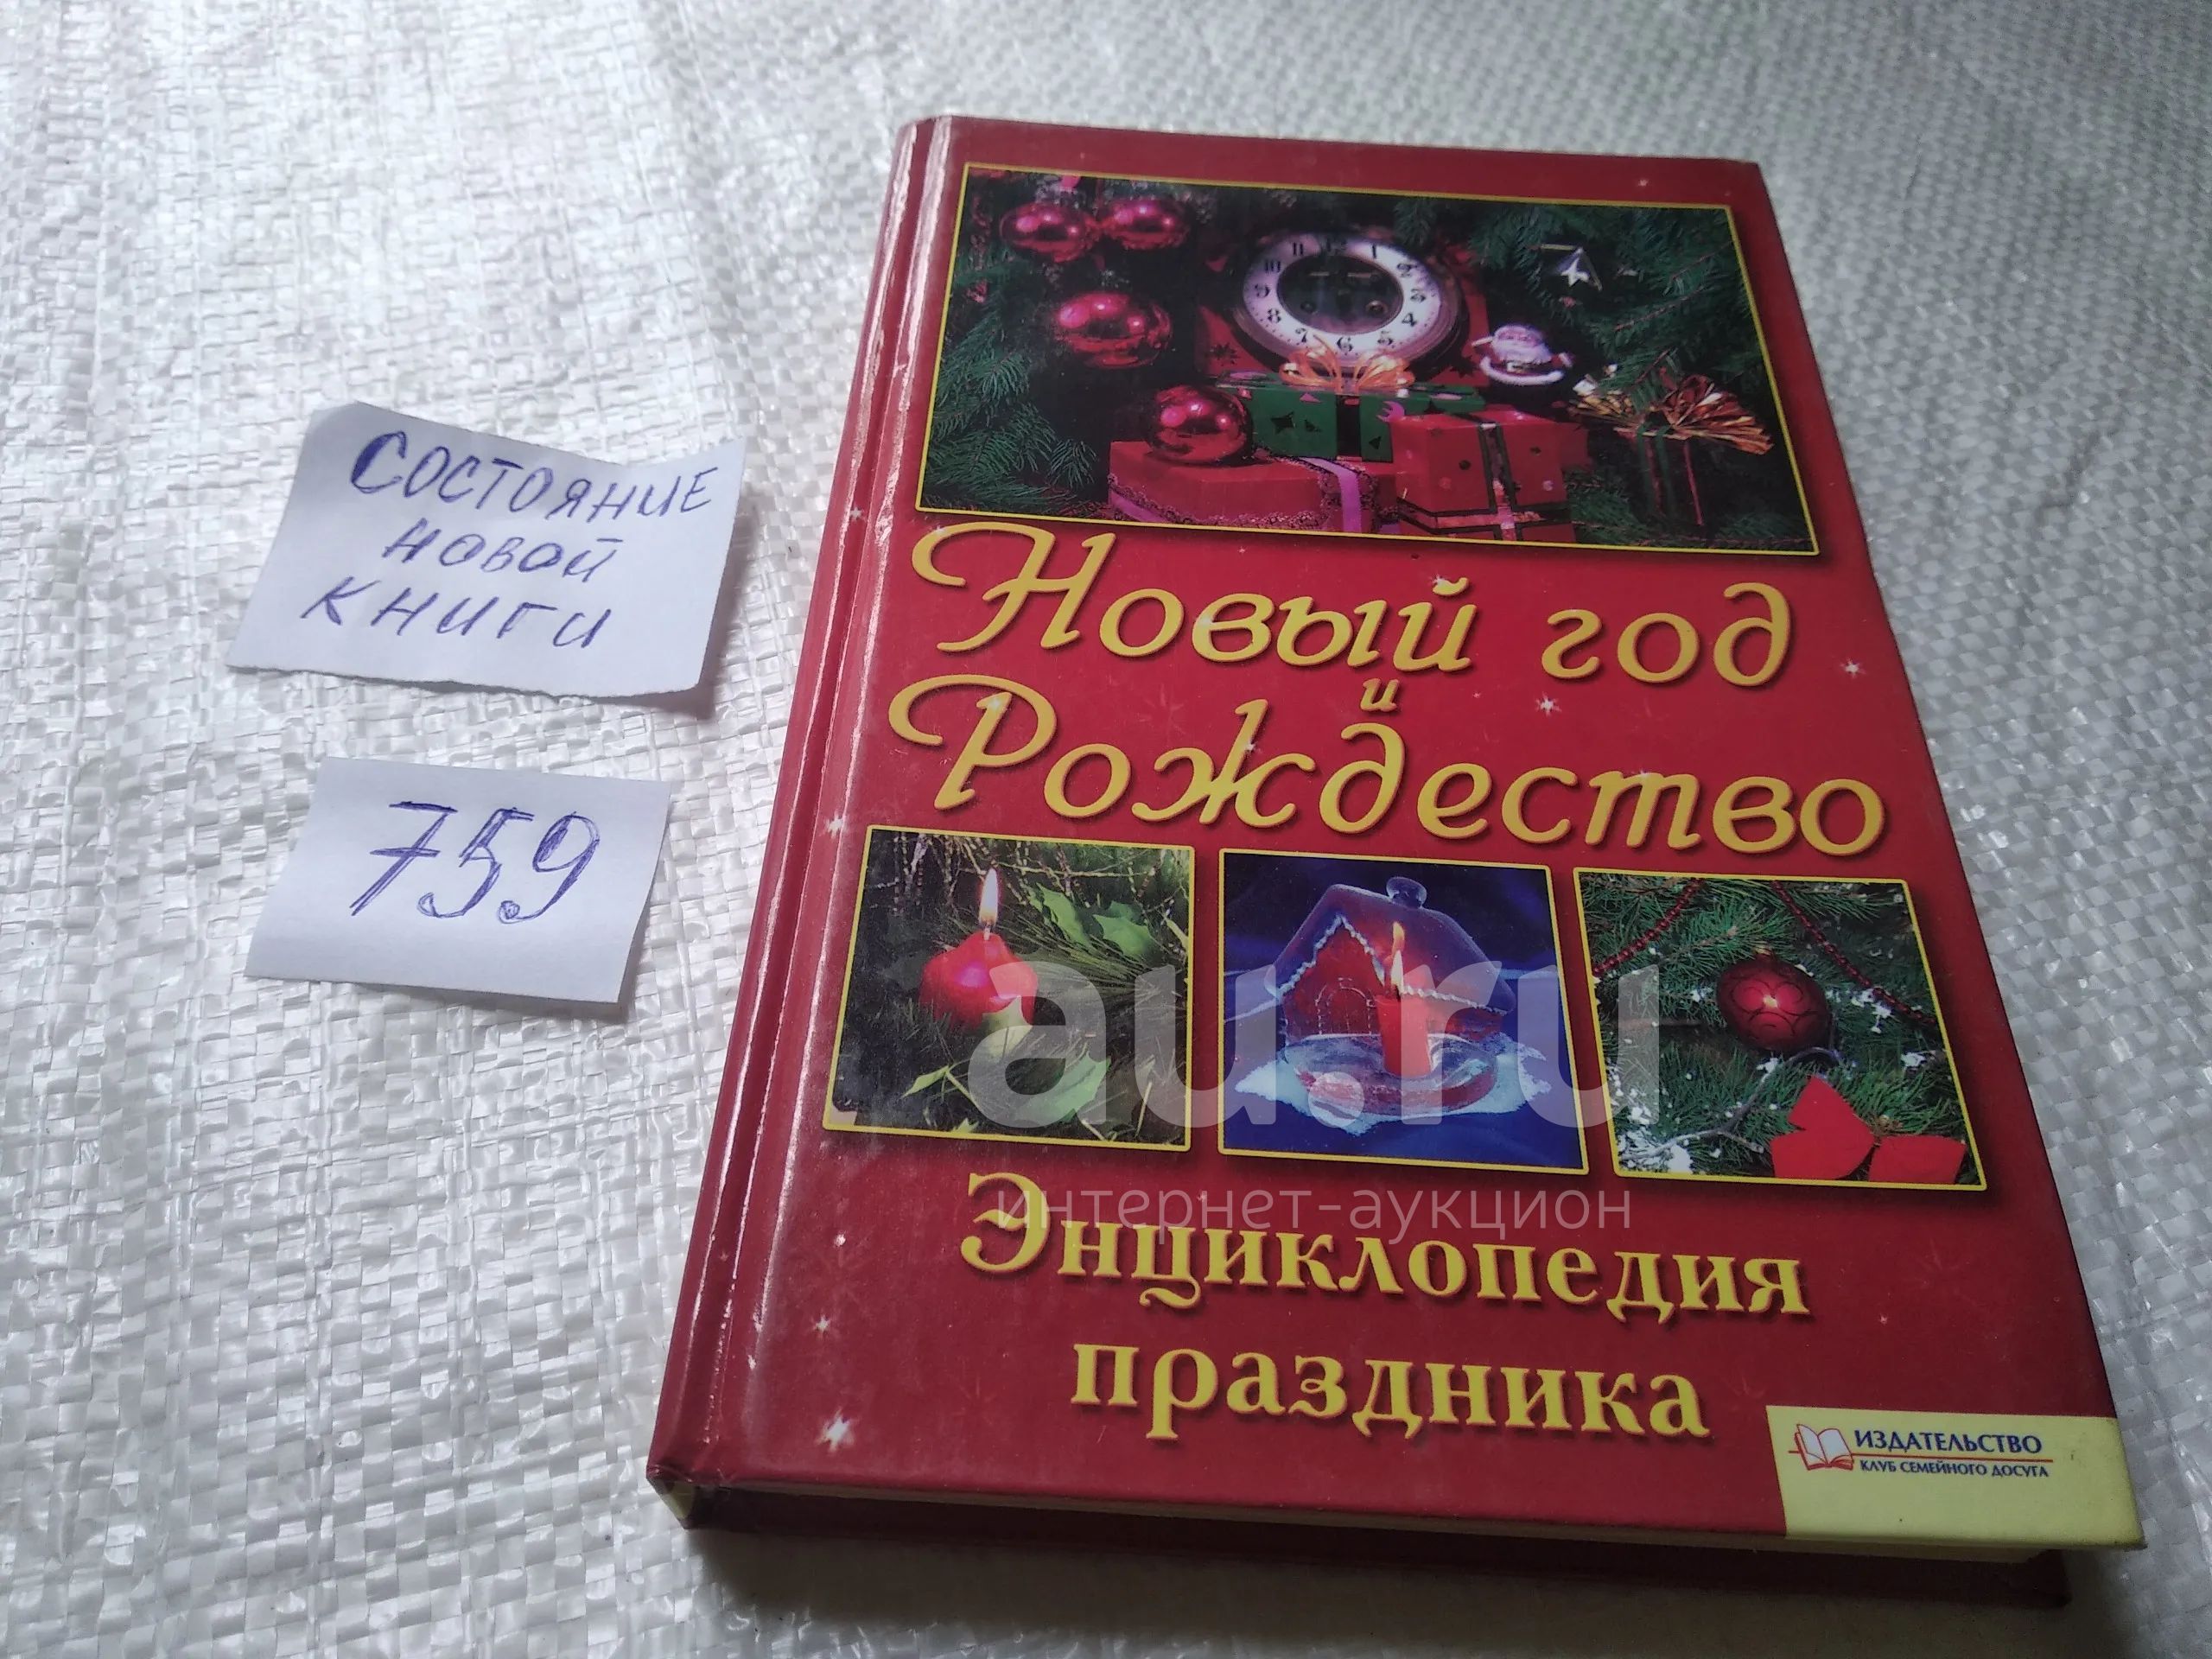 Состояние
новой
книги
759
Новый год
и
Рождество
au.ru
интернет-аукцион
Энциклопедия
праздника
ИЗДАТЕЛЬСТВО
КЛУБ СЕМЕЙНОГО ДОСУГА